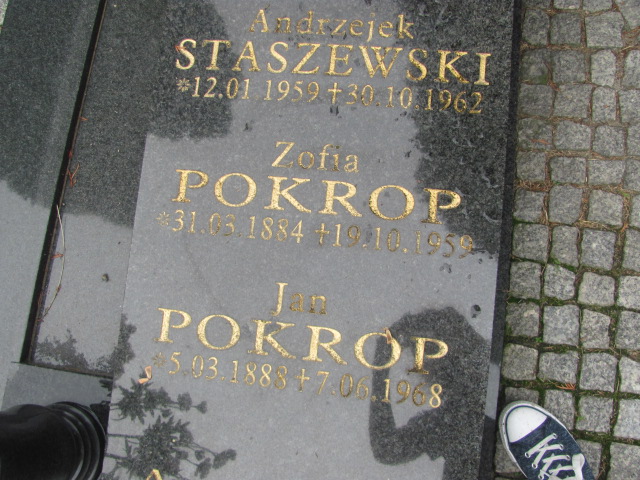 Andrzejek
STASZEWSKI
*12.01.1959 ✝ 30.10.1962
Zofia
POKROP
*31.03.1884 ✝ 19.10.1959
Jan
POKROP
*5.03.1888 ✝ 7.06.1968